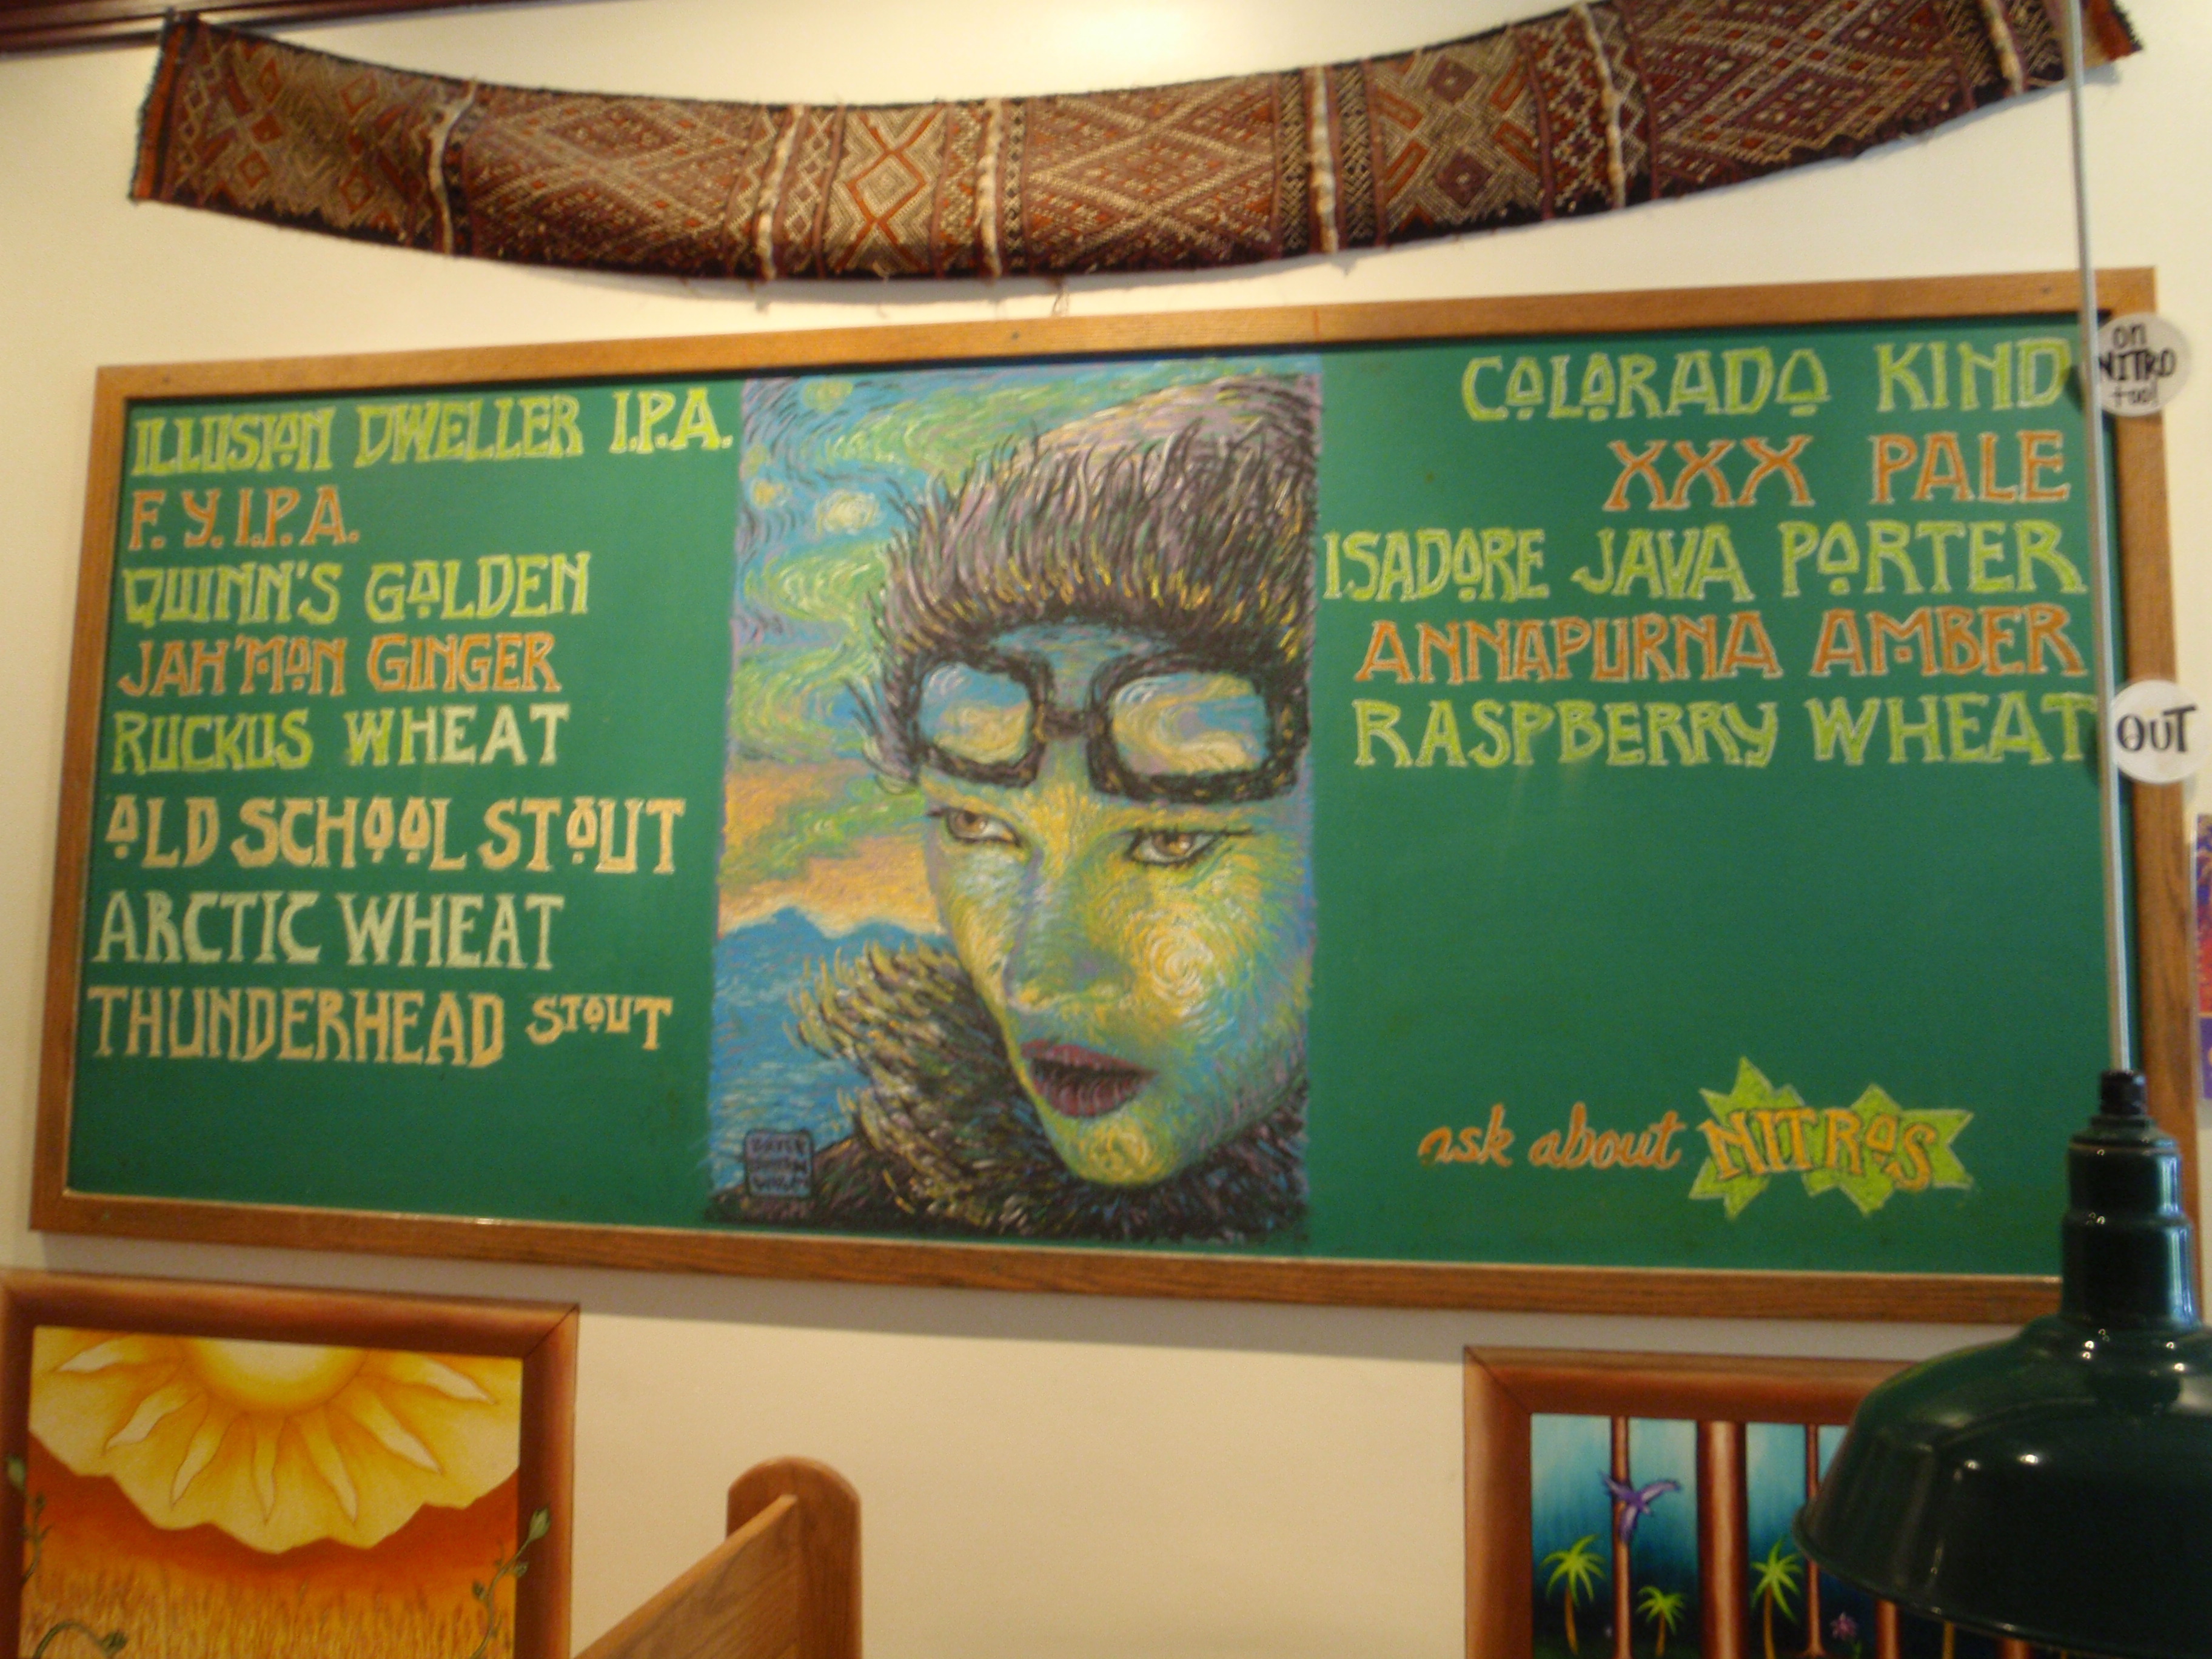 ILLUSION DWELLER I.P.A.
F.Y.I.P.A.
QUINN'S GOLDEN
JAH'MON GINGER
RUCKUS WHEAT
OLD SCHOOL STOUT
ARCTIC WHEAT
THUNDERHEAD STOUT
COLORADO KIND
on
NITRO
too!
XXX PALE
ISADORE JAVA PORTER
ANNAPURNA AMBER
RASPBERRY WHEAT
OUT
ask about NITROS